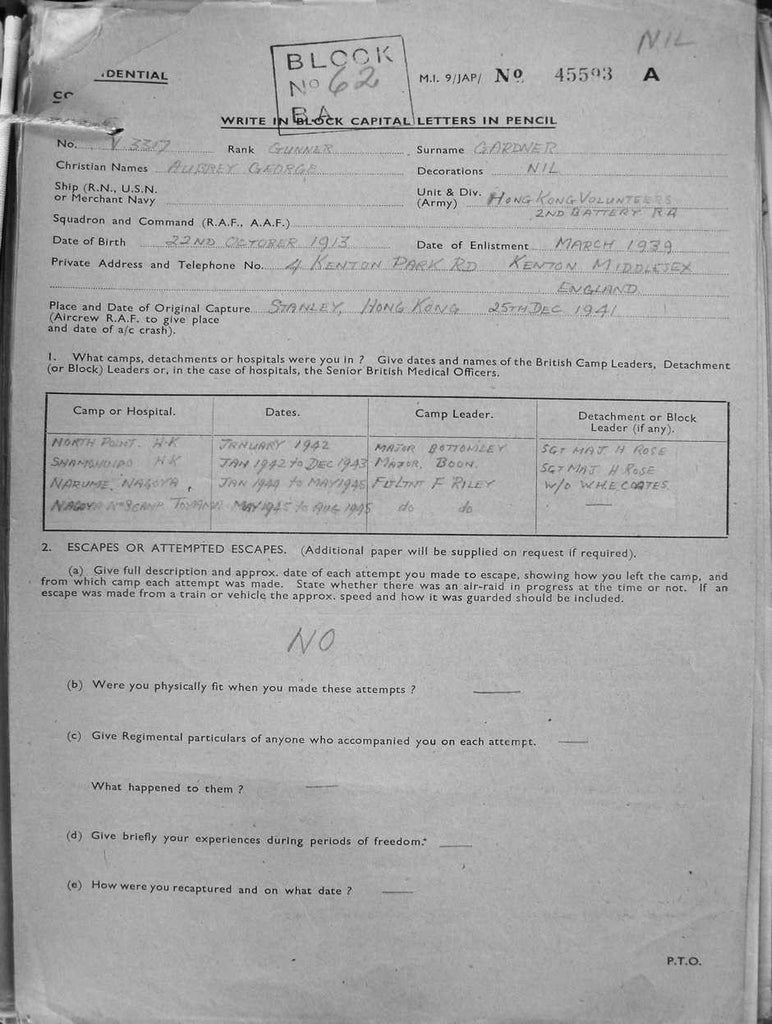 NIL
IDENTIAL
BLOCK
No 62
BA
M.I. 9/JAP/ No 45593 A
WRITE IN BLOCK CAPITAL LETTERS IN PENCIL
No. V 3317 Rank GUNNER Surname GARDNER
Christian Names AUBREY GEORGE Decorations NIL
Ship (R.N., U.S.N. Unit & Div. HONG KONG VOLUNTEERS
or Merchant Navy (Army) 2ND BATTERY RA
Squadron and Command (R.A.F., A.A.F.)
Date of Birth 22ND OCTOBER 1913 Date of Enlistment MARCH 1939
Private Address and Telephone No. 4 KENTON PARK RD KENTON MIDDLESEX
ENGLAND
Place and Date of Original Capture STANLEY, HONG KONG 25TH DEC 1941
(Aircrew R.A.F. to give place
and date of a/c crash).
1. What camps, detachments or hospitals were you in ? Give dates and names of the British Camp Leaders, Detachment
(or Block) Leaders or, in the case of hospitals, the Senior British Medical Officers.
Camp or Hospital. Dates. Camp Leader. Detachment or Block
Leader (if any).
NORTH POINT. H-K JANUARY 1942 MAJOR BOTTOMLEY SGT MAJ H ROSE
HK JAN 1942 to DEC 1943 MAJOR. BOON. SGT MAJ H ROSE
NARUMI, NAGOYA, JAN 1944 to MAY 1945 F RILEY W/O W.H.E COATES
NAGOYA CAMP MAY 1945 to AUG 1945 do do —
2. ESCAPES OR ATTEMPTED ESCAPES. (Additional paper will be supplied on request if required).
(a) Give full description and approx. date of each attempt you made to escape, showing how you left the camp, and
from which camp each attempt was made. State whether there was an air-raid in progress at the time or not. If an
escape was made from a train or vehicle the approx. speed and how it was guarded should be included.
NO
(b) Were you physically fit when you made these attempts ? —
(c) Give Regimental particulars of anyone who accompanied you on each attempt. —
What happened to them ? —
(d) Give briefly your experiences during periods of freedom.* —
(e) How were you recaptured and on what date ? —
P.T.O.